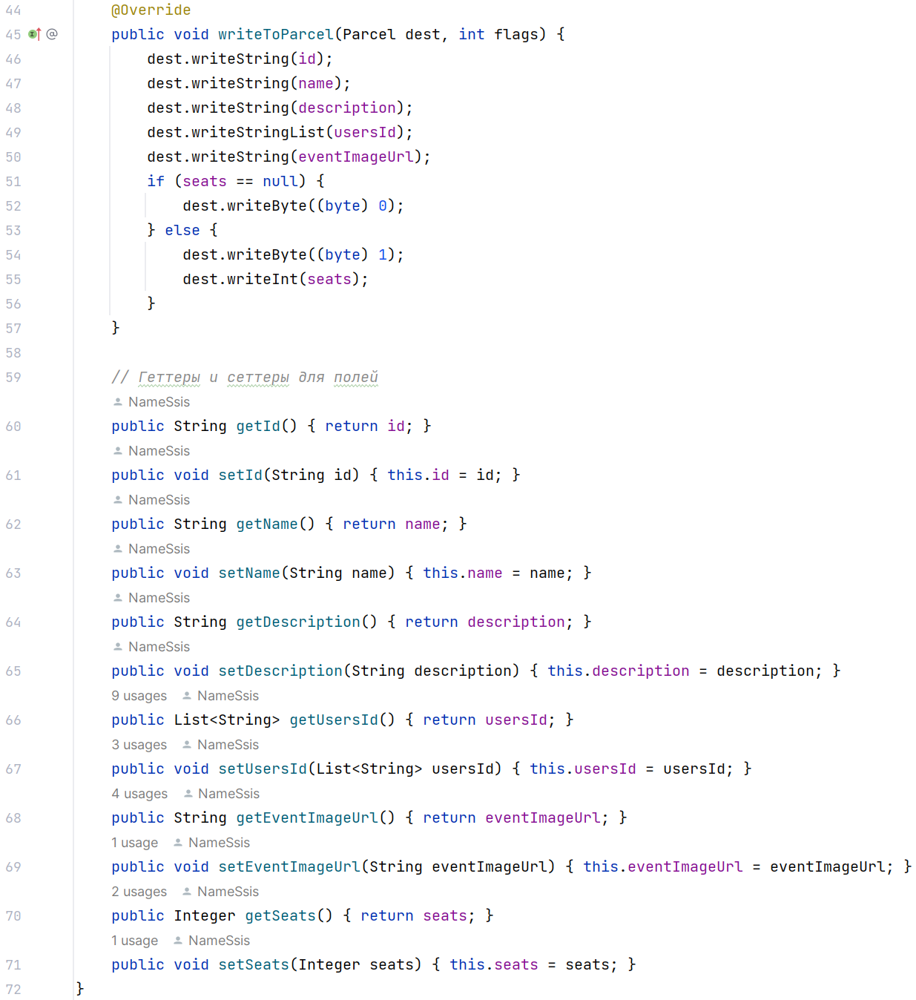 44 @Override
45 @ public void writeToParcel(Parcel dest, int flags) {
46 dest.writeString(id);
47 dest.writeString(name);
48 dest.writeString(description);
49 dest.writeStringList(usersId);
50 dest.writeString(eventImageUrl);
51 if (seats == null) {
52 dest.writeByte((byte) 0);
53 } else {
54 dest.writeByte((byte) 1);
55 dest.writeInt(seats);
56 }
57 }
58
59 // Геттеры и сеттеры для полей
NameSsis
60 public String getId() { return id; }
NameSsis
61 public void setId(String id) { this.id = id; }
NameSsis
62 public String getName() { return name; }
NameSsis
63 public void setName(String name) { this.name = name; }
NameSsis
64 public String getDescription() { return description; }
NameSsis
65 public void setDescription(String description) { this.description = description; }
9 usages NameSsis
66 public List<String> getUsersId() { return usersId; }
3 usages NameSsis
67 public void setUsersId(List<String> usersId) { this.usersId = usersId; }
4 usages NameSsis
68 public String getEventImageUrl() { return eventImageUrl; }
1 usage NameSsis
69 public void setEventImageUrl(String eventImageUrl) { this.eventImageUrl = eventImageUrl; }
2 usages NameSsis
70 public Integer getSeats() { return seats; }
1 usage NameSsis
71 public void setSeats(Integer seats) { this.seats = seats; }
72 }